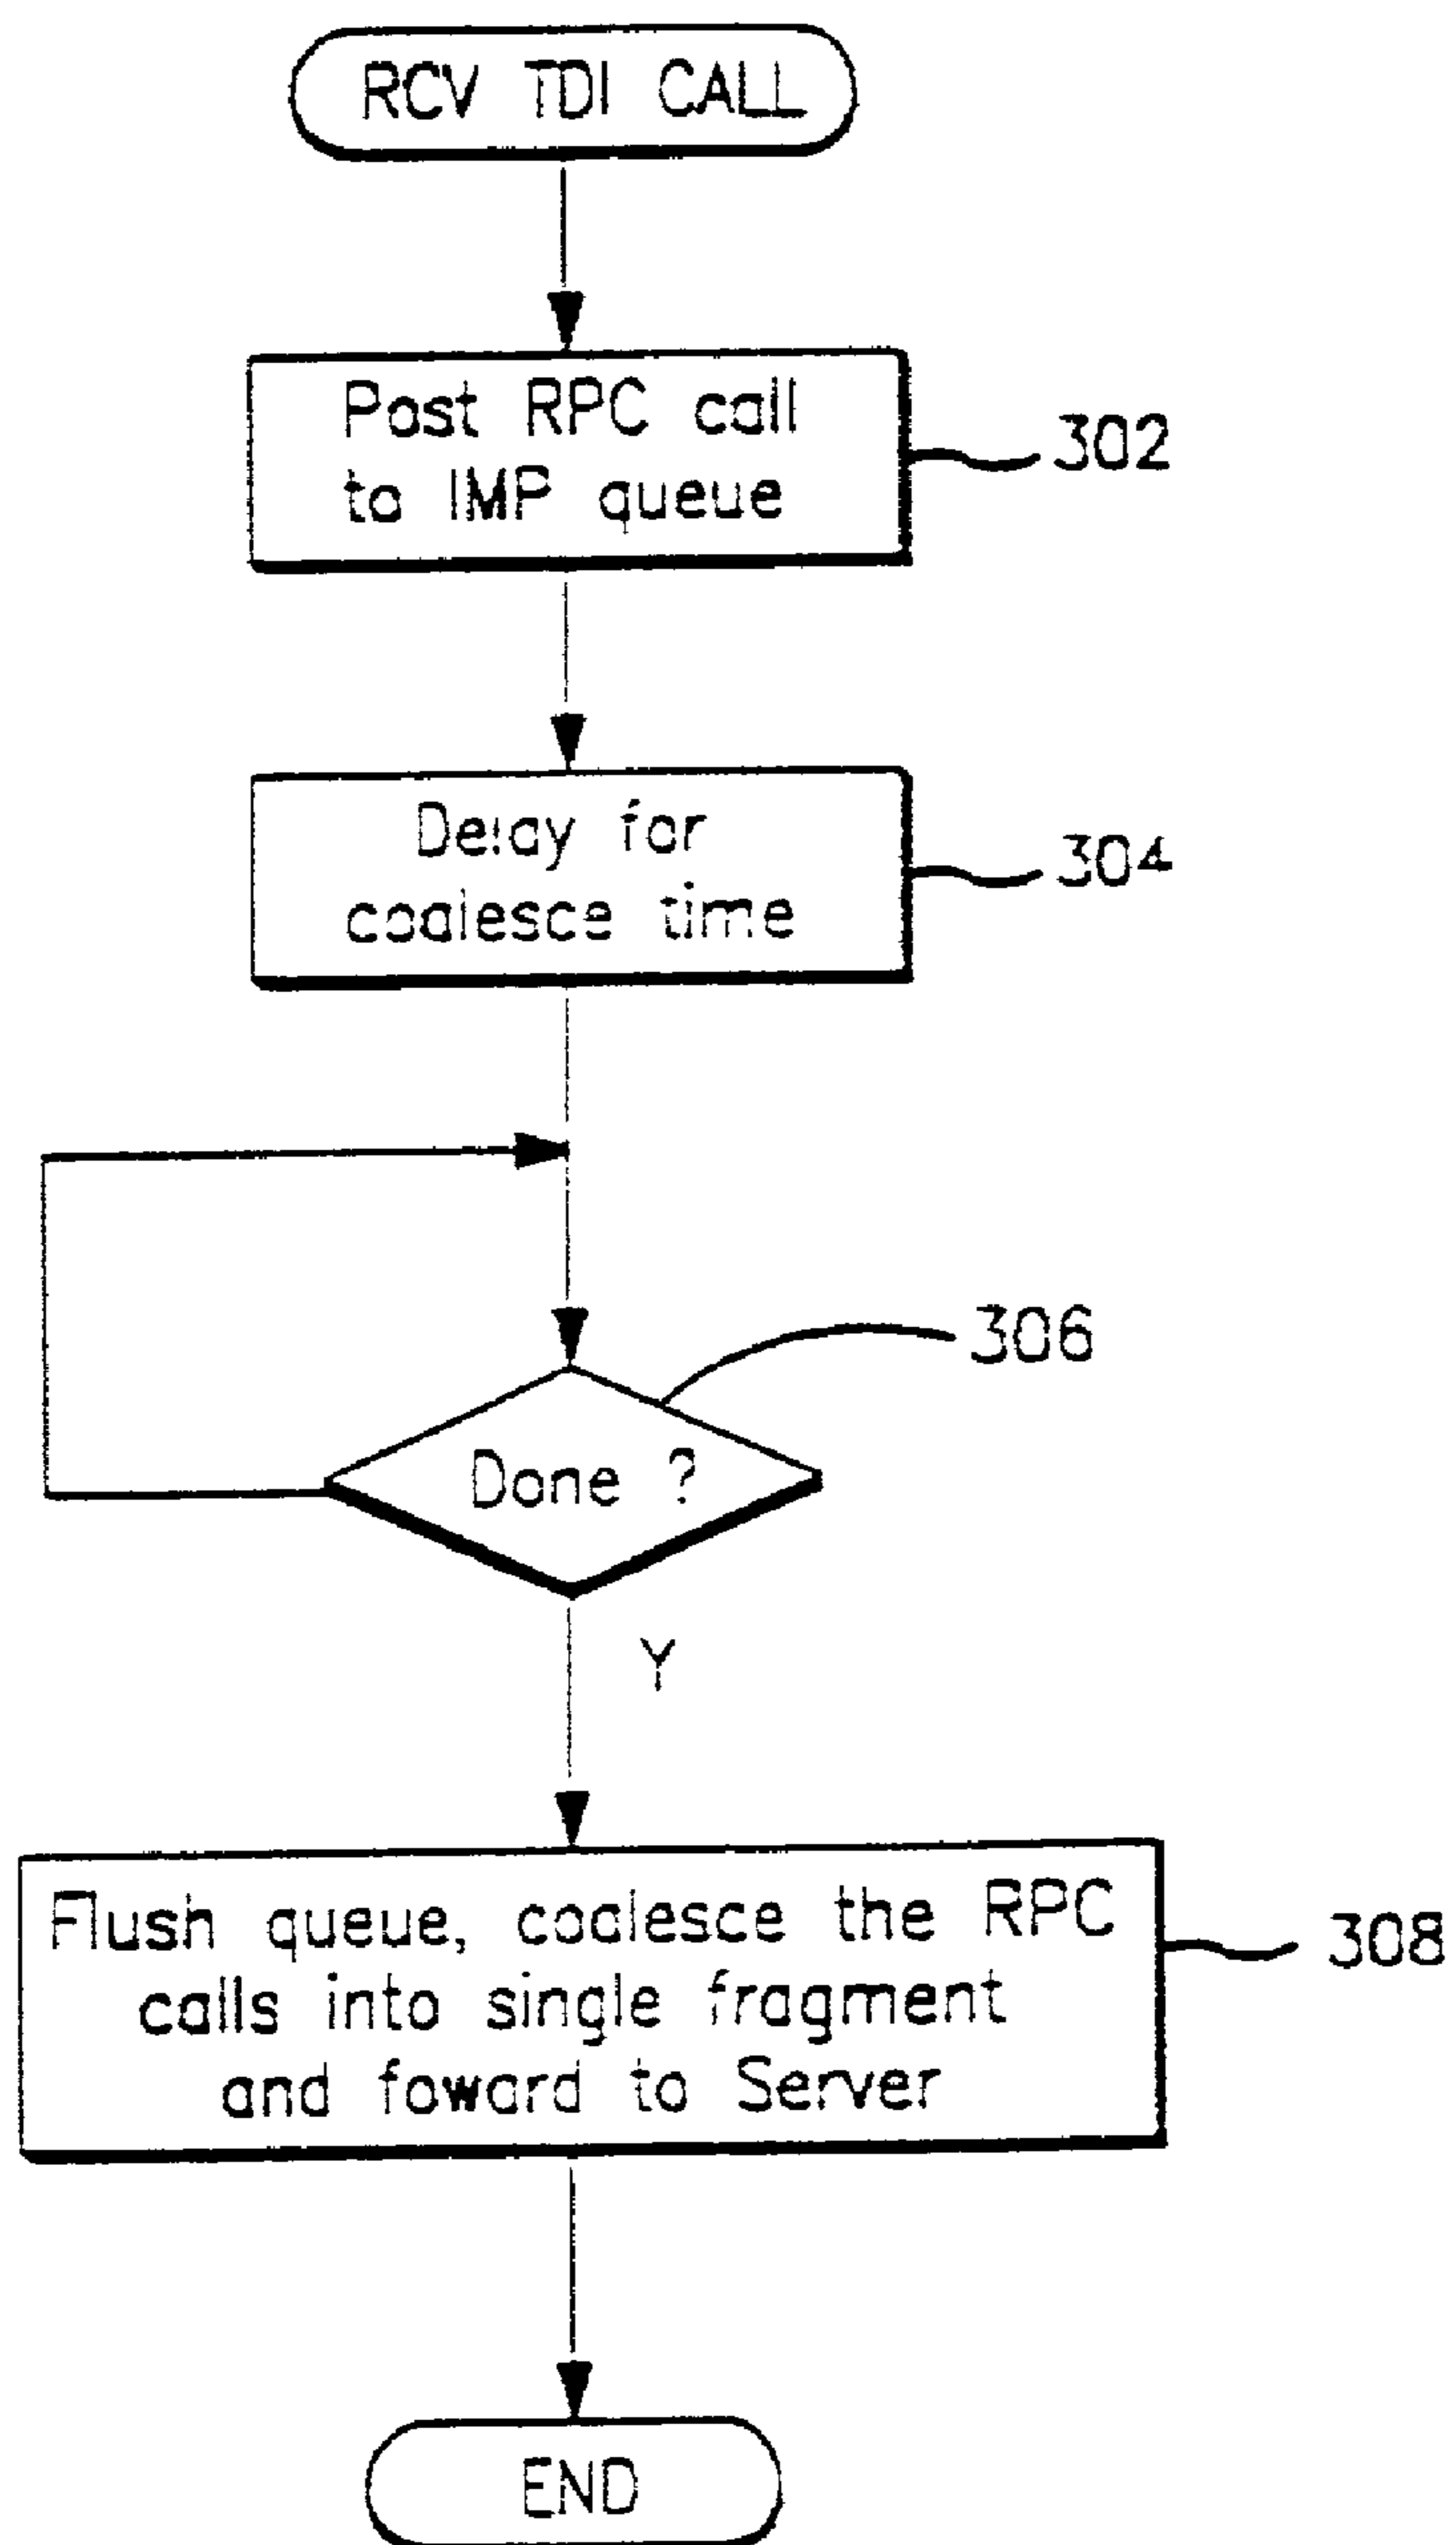 RCV TDI CALL
Post RPC call
to IMP queue
302
Delay for
coalesce time
304
306
Done ?
Y
Flush queue, coalesce the RPC
calls into single fragment
and foward to Server
308
END